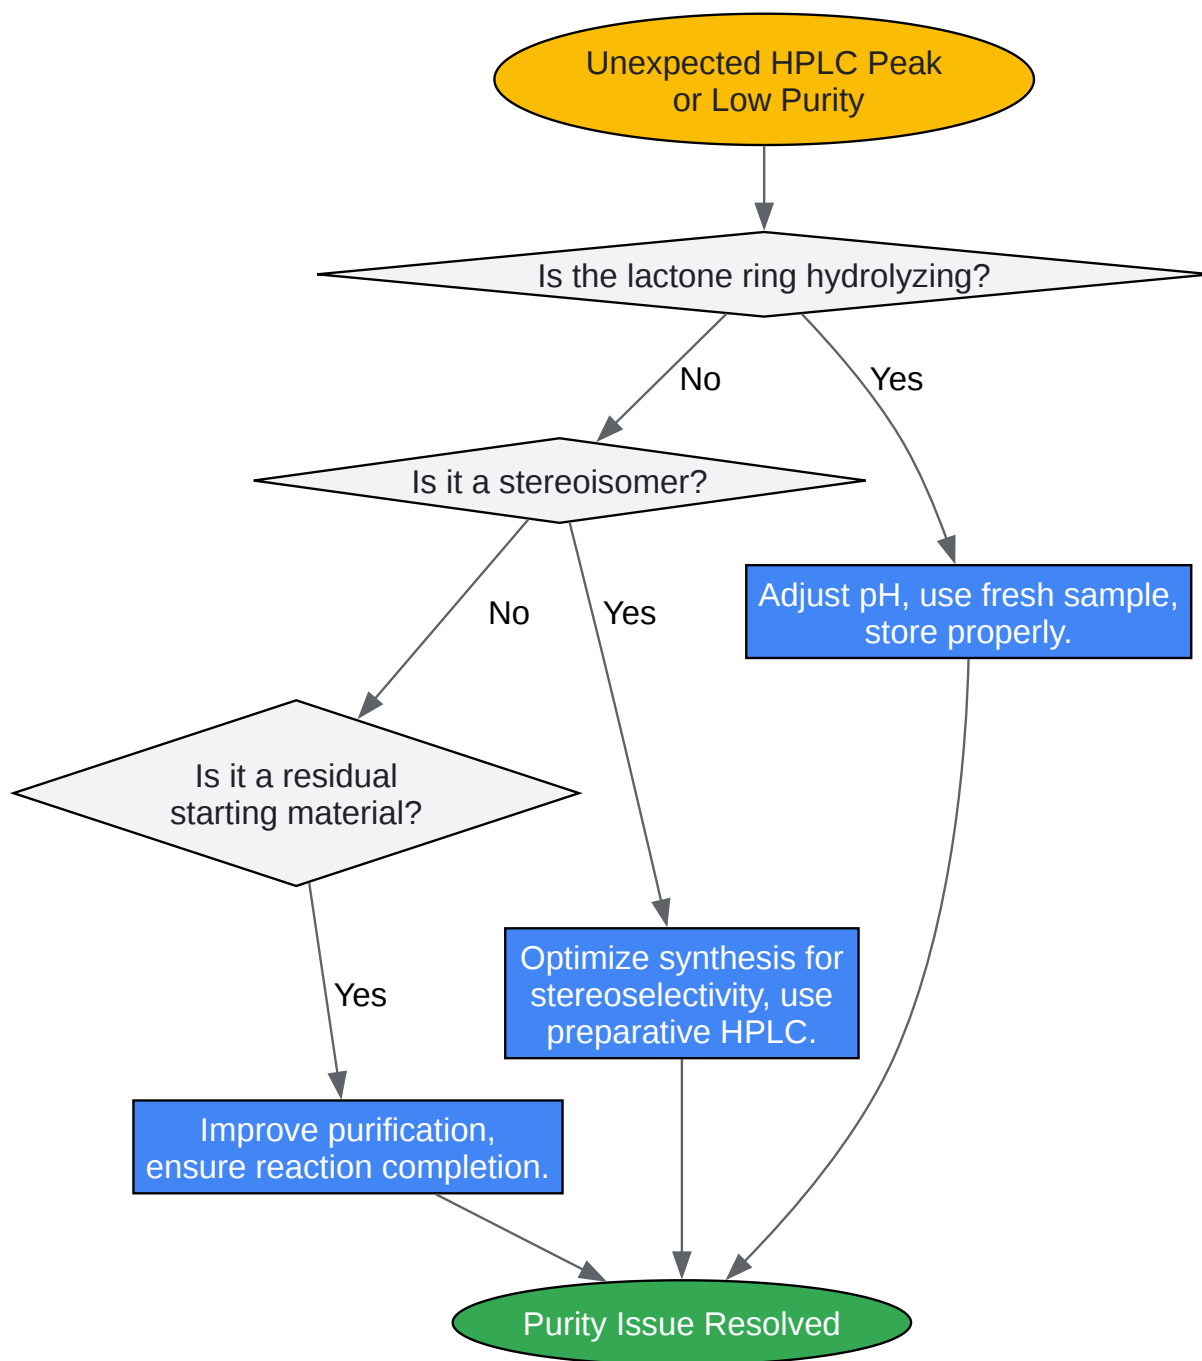 Unexpected HPLC Peak
or Low Purity
Is the lactone ring hydrolyzing?
No
Yes
Is it a stereoisomer?
No
Yes
Adjust pH, use fresh sample,
store properly.
Is it a residual
starting material?
Yes
Optimize synthesis for
stereoselectivity, use
preparative HPLC.
Improve purification,
ensure reaction completion.
Purity Issue Resolved